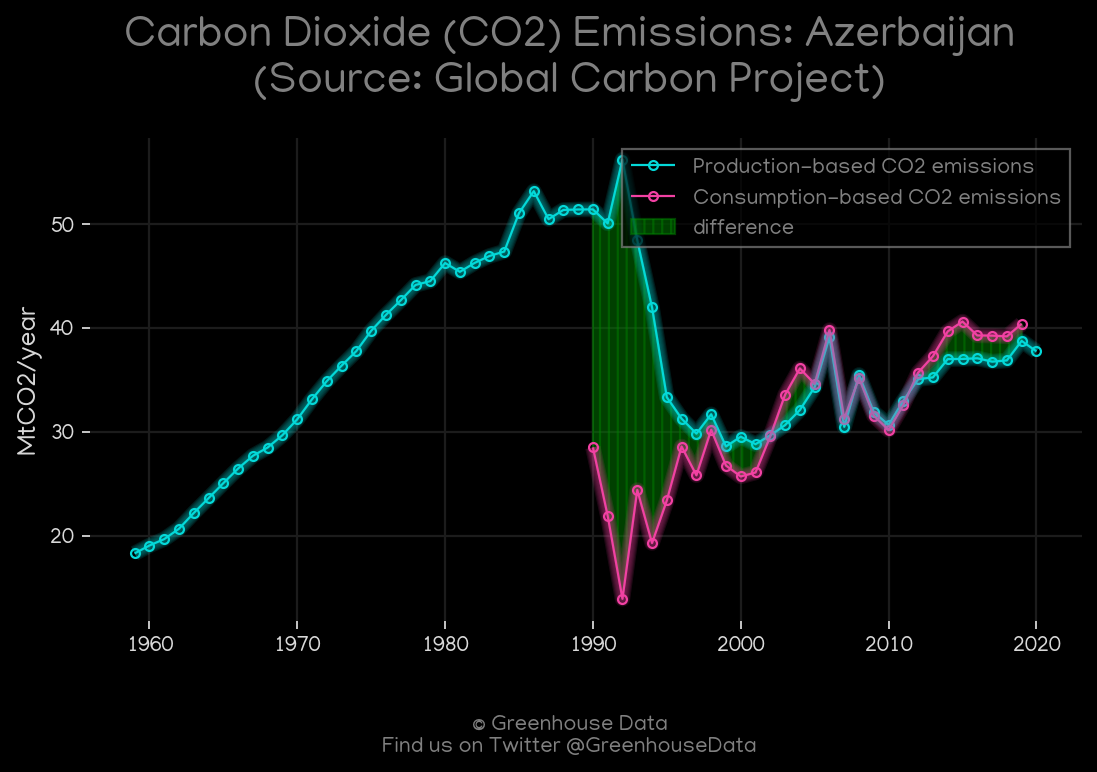 Carbon Dioxide (CO2) Emissions: Azerbaijan
(Source: Global Carbon Project)
Production-based CO2 emissions
Consumption-based CO2 emissions
difference
MtCO2/year
50
40
30
20
1960 1970 1980 1990 2000 2010 2020
© Greenhouse Data
Find us on Twitter @GreenhouseData